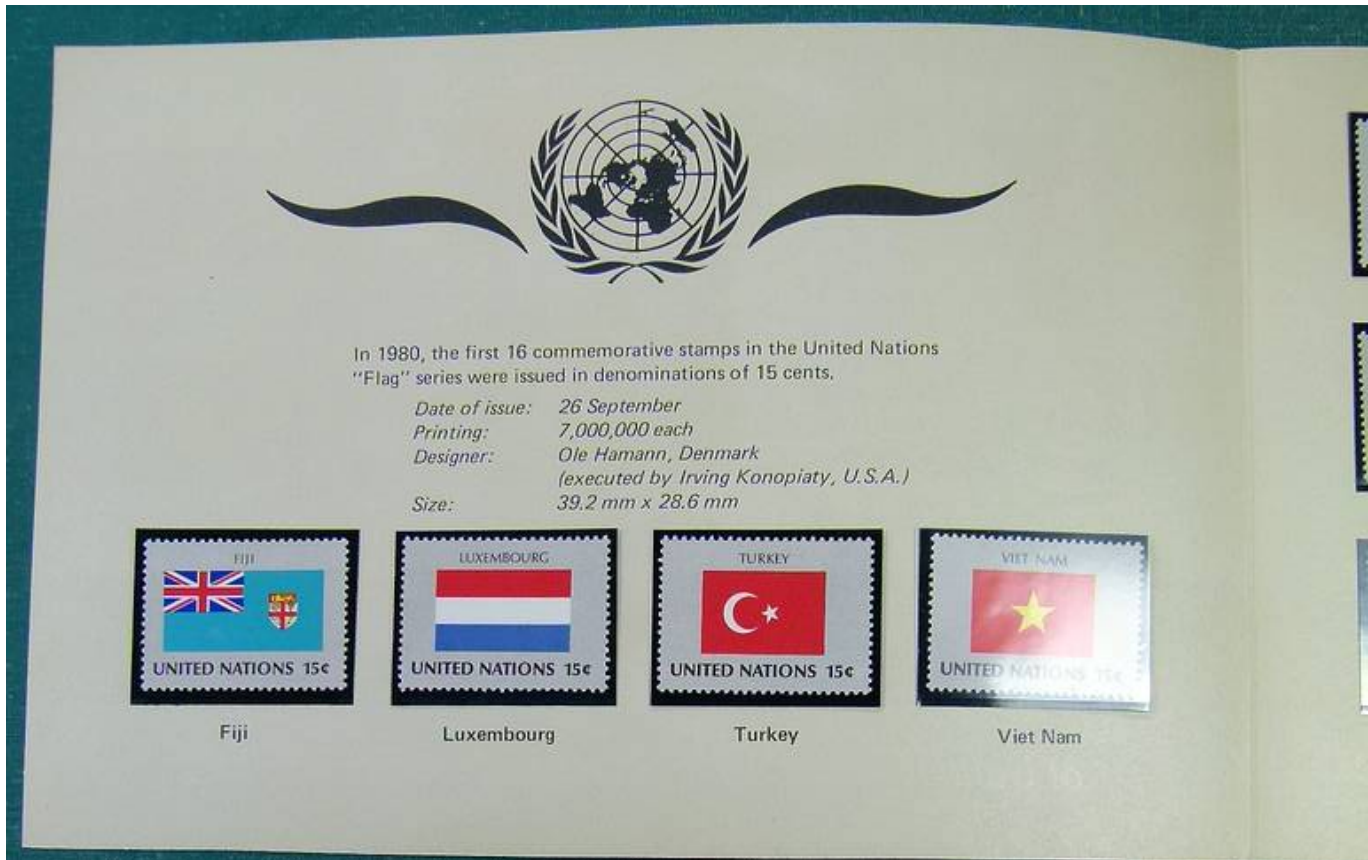 In 1980, the first 16 commemorative stamps in the United Nations
"Flag" series were issued in denominations of 15 cents.
Date of issue: 26 September
Printing: 7,000,000 each
Designer: Ole Hamann, Denmark
(executed by Irving Konopiaty, U.S.A.)
Size: 39.2 mm x 28.6 mm
FIJI
UNITED NATIONS 15¢
Fiji
LUXEMBOURG
UNITED NATIONS 15¢
Luxembourg
TURKEY
UNITED NATIONS 15¢
Turkey
VIET NAM
UNITED NATIONS 15¢
Viet Nam